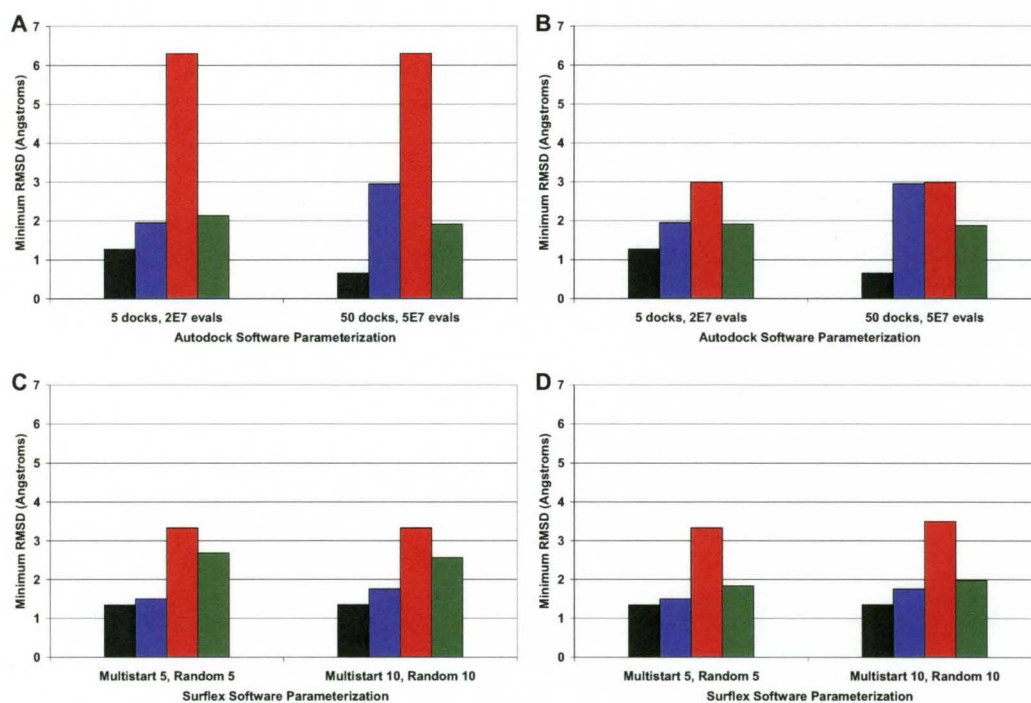 A
Minimum RMSD (Angstroms)
7
6
5
4
3
2
1
0
5 docks, 2E7 evals
50 docks, 5E7 evals
Autodock Software Parameterization
B
Minimum RMSD (Angstroms)
7
6
5
4
3
2
1
0
5 docks, 2E7 evals
50 docks, 5E7 evals
Autodock Software Parameterization
C
Minimum RMSD (Angstroms)
7
6
5
4
3
2
1
0
Multistart 5, Random 5
Multistart 10, Random 10
Surflex Software Parameterization
D
Minimum RMSD (Angstroms)
7
6
5
4
3
2
1
0
Multistart 5, Random 5
Multistart 10, Random 10
Surflex Software Parameterization